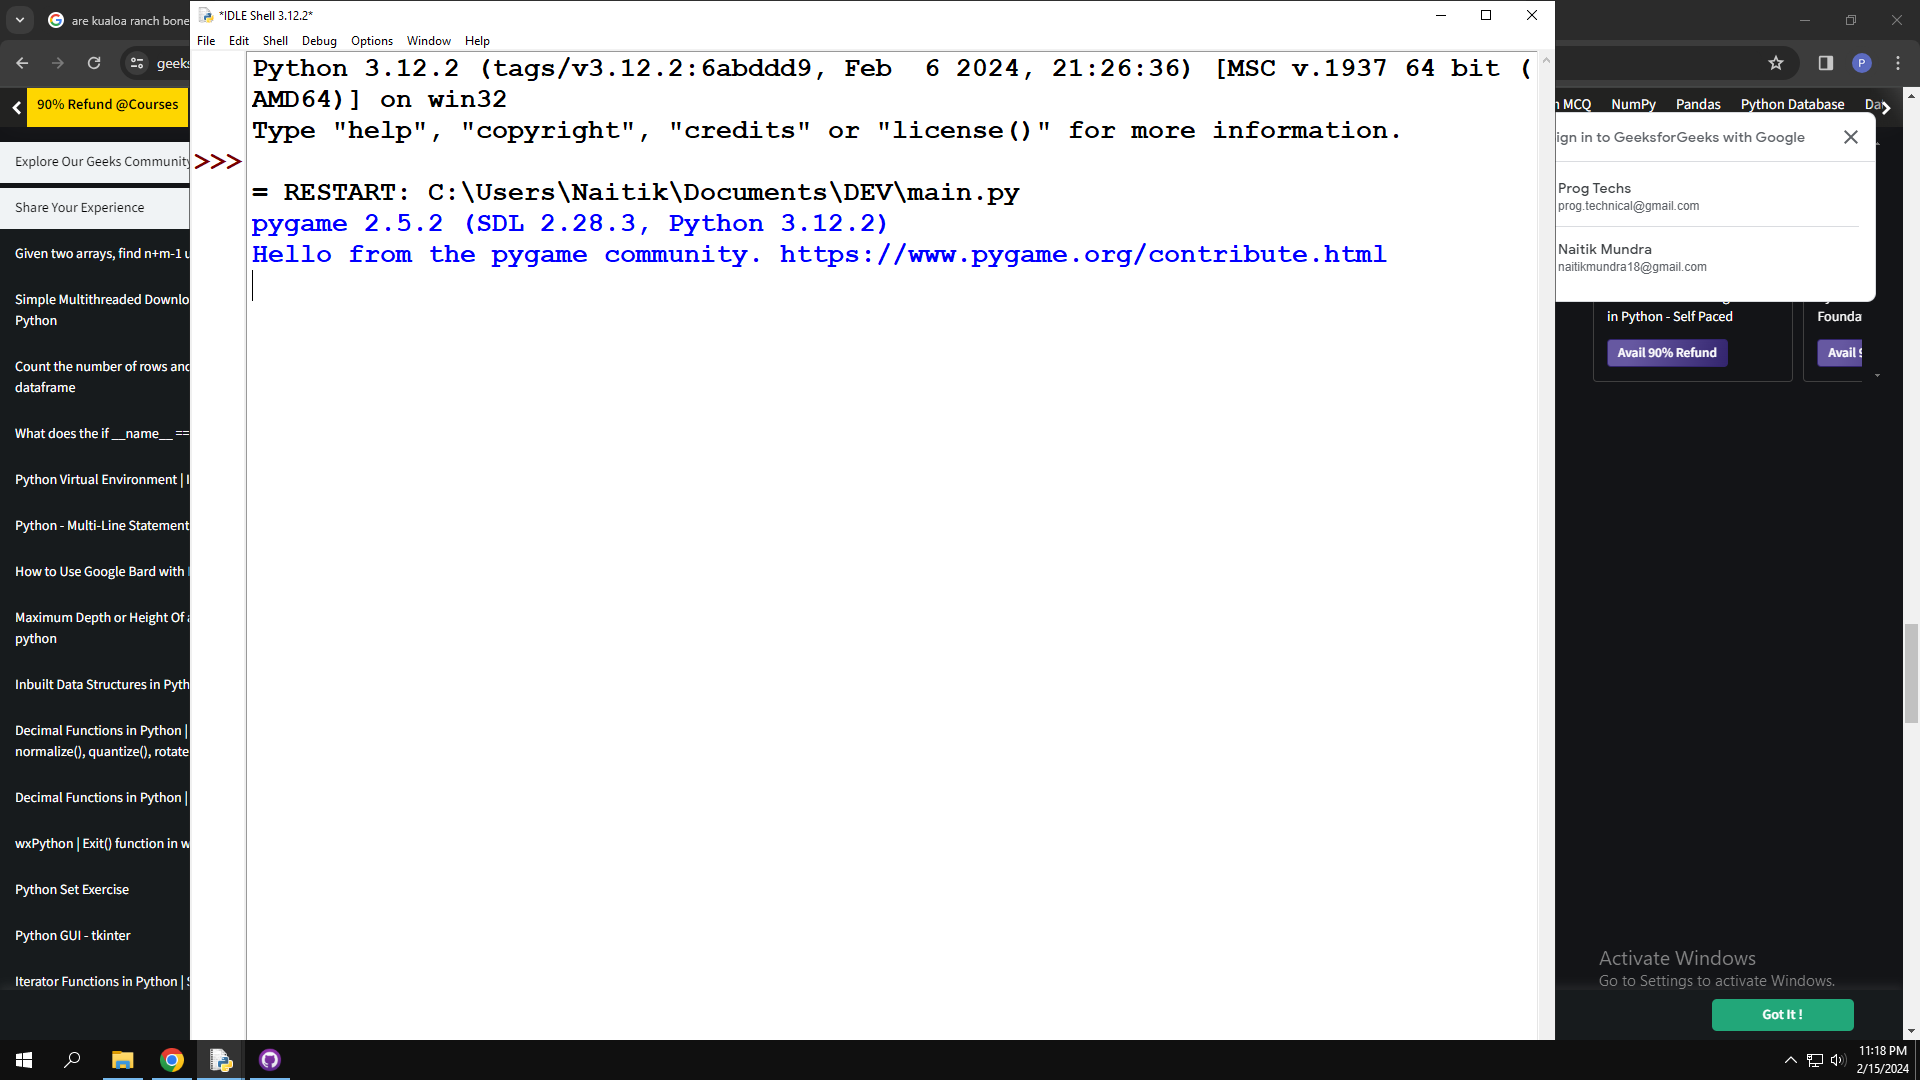 are kualoa ranch bone
*IDLE Shell 3.12.2*
File Edit Shell Debug Options Window Help
geeks
90% Refund @Courses
MCQ NumPy Pandas Python Database
Python 3.12.2 (tags/v3.12.2:6abddd9, Feb  6 2024, 21:26:36) [MSC v.1937 64 bit (
AMD64)] on win32
Type "help", "copyright", "credits" or "license()" for more information.
>>>
= RESTART: C:\Users\Naitik\Documents\DEV\main.py
pygame 2.5.2 (SDL 2.28.3, Python 3.12.2)
Hello from the pygame community. https://www.pygame.org/contribute.html
Explore Our Geeks Community
Share Your Experience
Given two arrays, find n+m-1 u
Simple Multithreaded Downlo
Python
Count the number of rows and
dataframe
What does the if __name__ ==
Python Virtual Environment |
Python - Multi-Line Statement
How to Use Google Bard with
Maximum Depth or Height Of a
python
Inbuilt Data Structures in Pyth
Decimal Functions in Python |
normalize(), quantize(), rotate
Decimal Functions in Python |
wxPython | Exit() function in w
Python Set Exercise
Python GUI - tkinter
Iterator Functions in Python |
ign in to GeeksforGeeks with Google
Prog Techs
prog.technical@gmail.com
Naitik Mundra
naitikmundra18@gmail.com
in Python - Self Paced
Founda
Avail 90% Refund
Avail 9
Activate Windows
Go to Settings to activate Windows.
Got It !
P
11:18 PM
2/15/2024